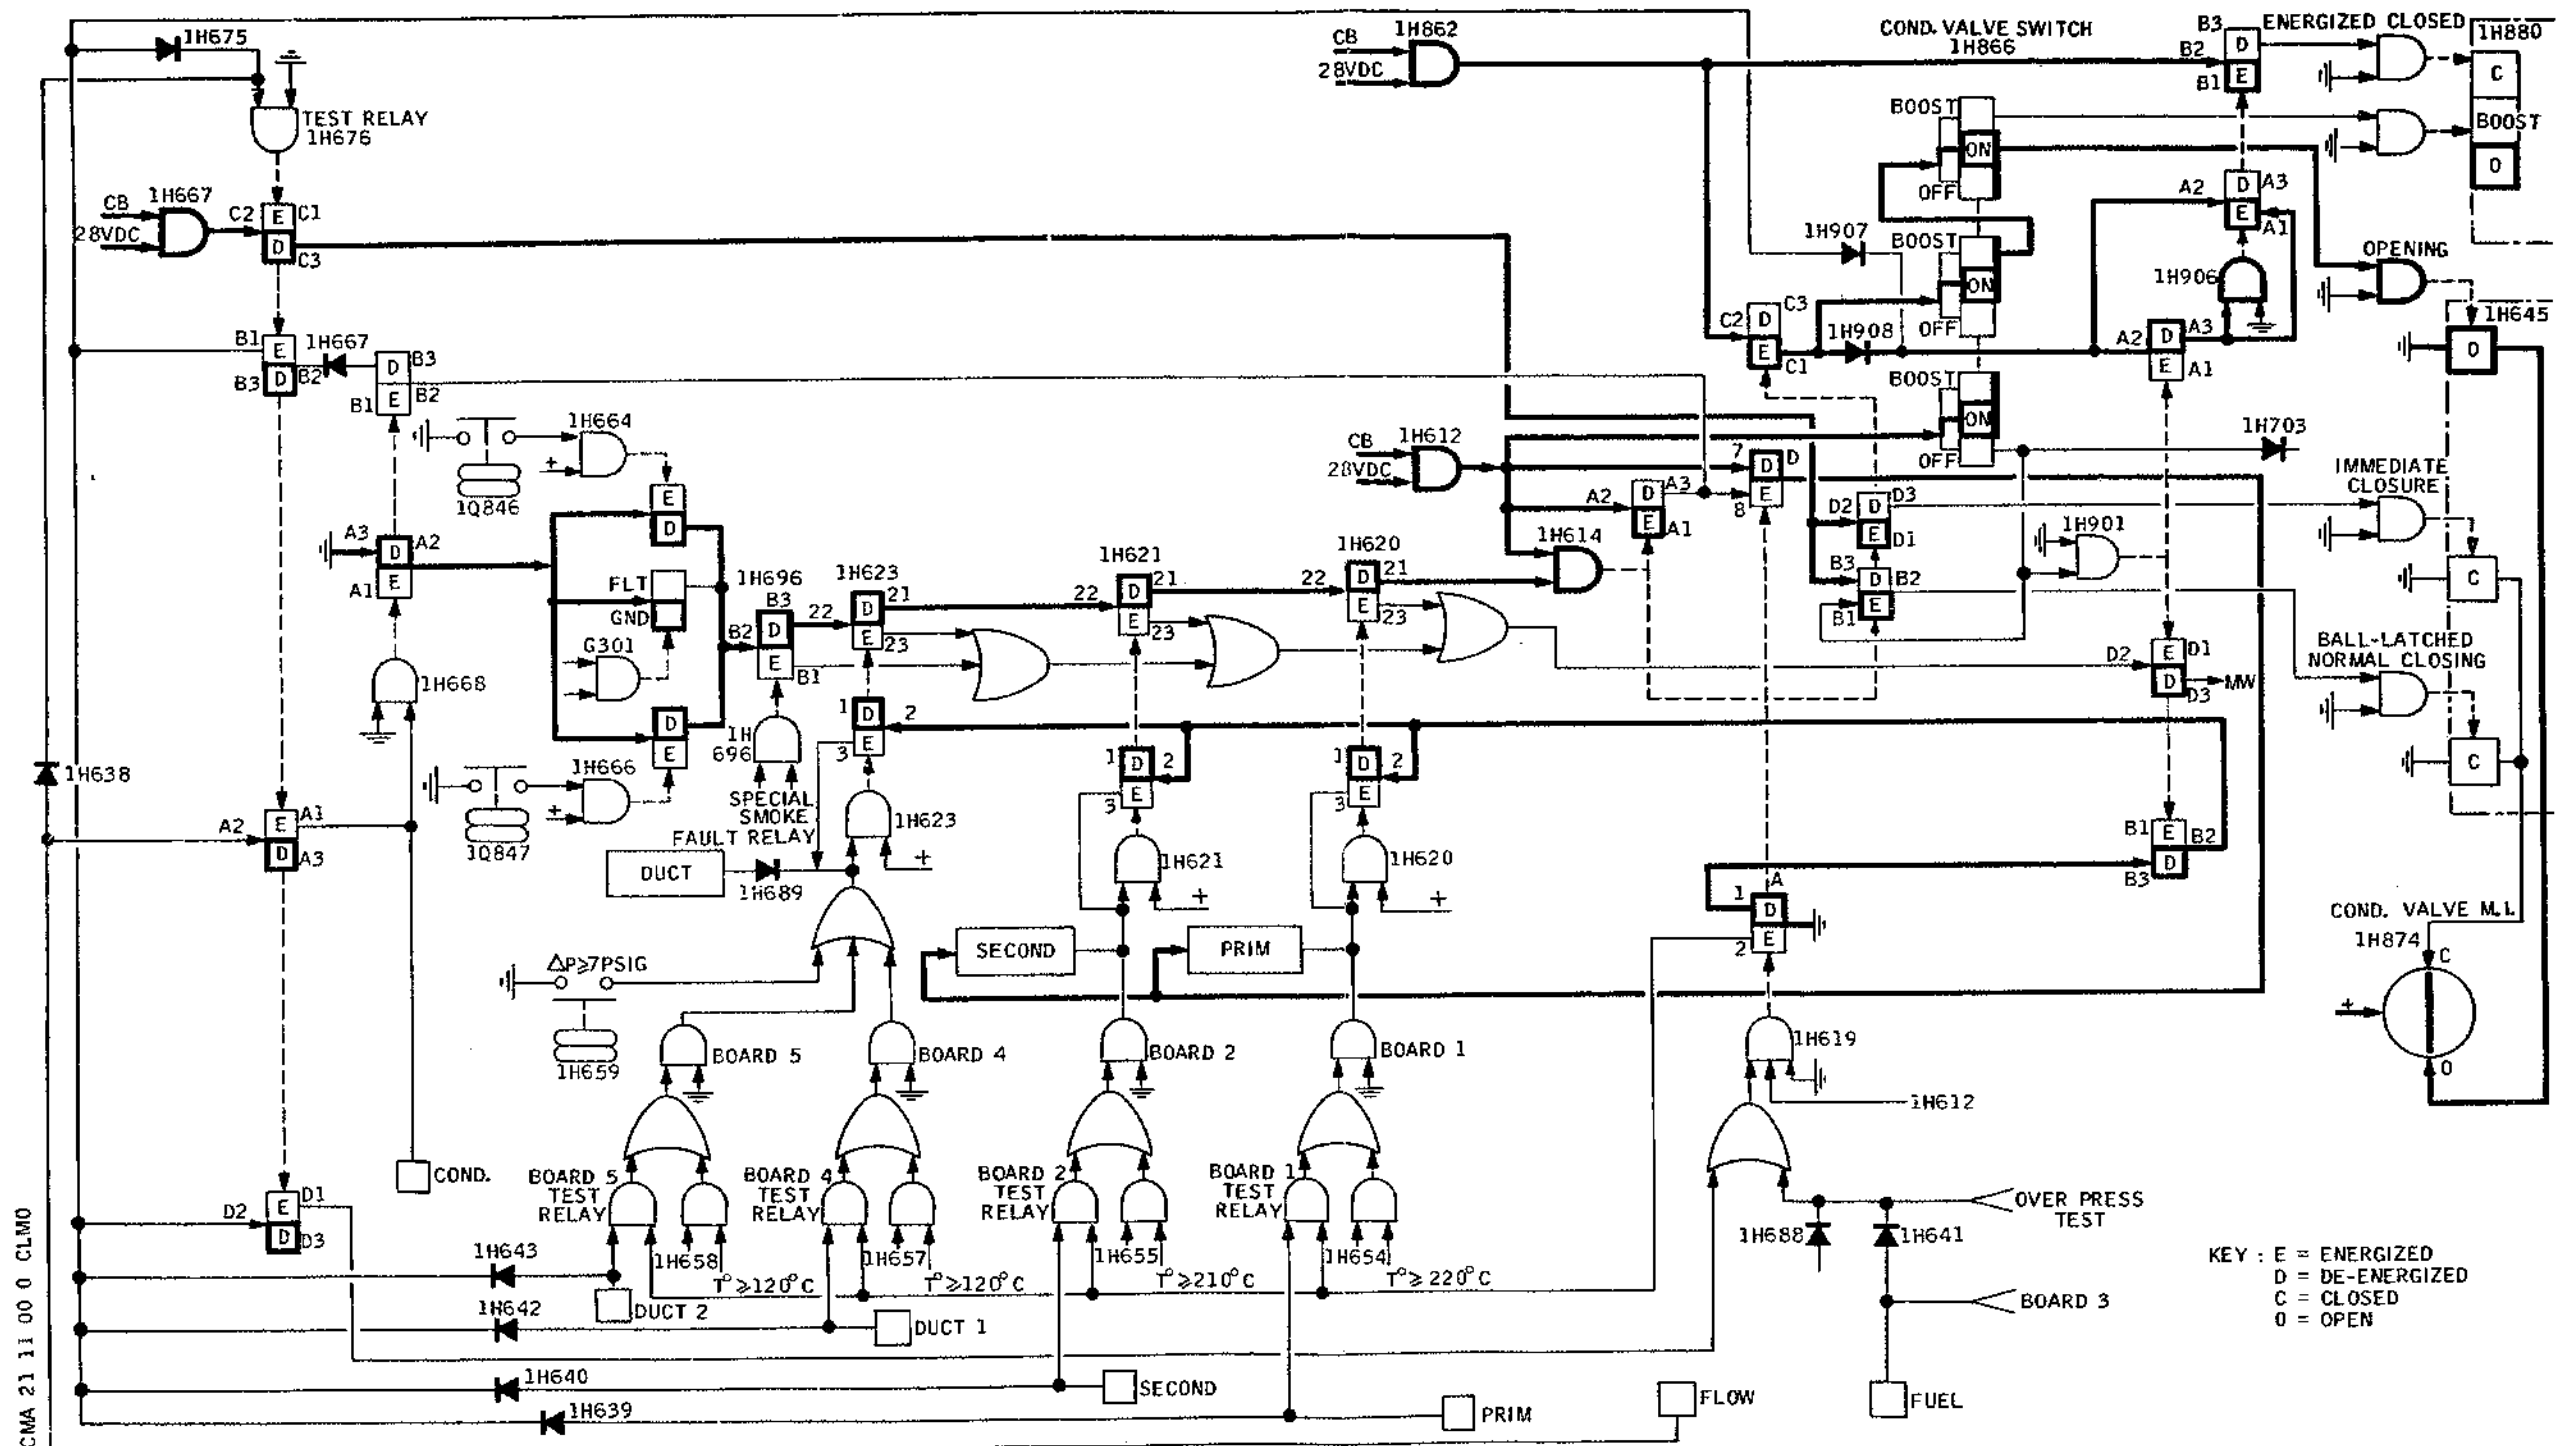 1H675
TEST RELAY
1H676
CB
1H667
28VDC
C2
E
C1
D
C3
CB
1H862
28VDC
COND. VALVE SWITCH
1H866
B3
ENERGIZED CLOSED
1H880
B2
D
E
B1
C
BOOST
O
BOOST
ON
OFF
A2
D
A3
E
A1
1H907
BOOST
ON
OFF
1H906
OPENING
1H645
O
C2
D
C3
E
C1
1H908
A2
D
A3
E
A1
B1
E
1H667
B3
D
B2
D
B3
B1
E
B2
BOOST
ON
OFF
1H703
1H664
+
1Q846
CB
1H612
28VDC
7
D
D
E
8
A2
D
A3
E
A1
IMMEDIATE
CLOSURE
D2
D
D3
E
D1
1H901
C
E
D
A3
D
A2
A1
E
1H614
1H620
D
21
22
E
23
1H621
D
21
22
E
23
1H623
D
21
22
E
23
1H696
B3
D
B2
E
B1
FLT
GND
G301
B3
D
B2
B1
E
BALL-LATCHED
NORMAL CLOSING
C
D2
E
D1
D
D3
MW
1H668
D
E
1H
696
SPECIAL
SMOKE
FAULT RELAY
1
D
2
3
E
1
D
2
3
E
1
D
2
3
E
1H638
1H666
+
1Q847
1H623
+
1H621
+
1H620
+
A2
E
A1
D
A3
B1
E
B2
D
B3
DUCT
1H689
A
1
D
2
E
COND. VALVE M.I.
1H874
C
+
O
SECOND
PRIM
ΔP≥7PSIG
1H659
BOARD 5
BOARD 4
BOARD 2
BOARD 1
1H619
1H612
COND.
BOARD 5
TEST
RELAY
BOARD 4
TEST
RELAY
BOARD 2
TEST
RELAY
BOARD 1
TEST
RELAY
OVER PRESS
TEST
D2
E
D1
D
D3
1H658
1H657
1H655
1H654
T°≥120°C
T°≥120°C
T°≥210°C
T°≥220°C
1H688
1H641
1H643
DUCT 2
1H642
DUCT 1
BOARD 3
KEY : E = ENERGIZED
D = DE-ENERGIZED
C = CLOSED
O = OPEN
1H640
SECOND
1H639
PRIM
FLOW
FUEL
CMA 21 11 00 0 CLM0